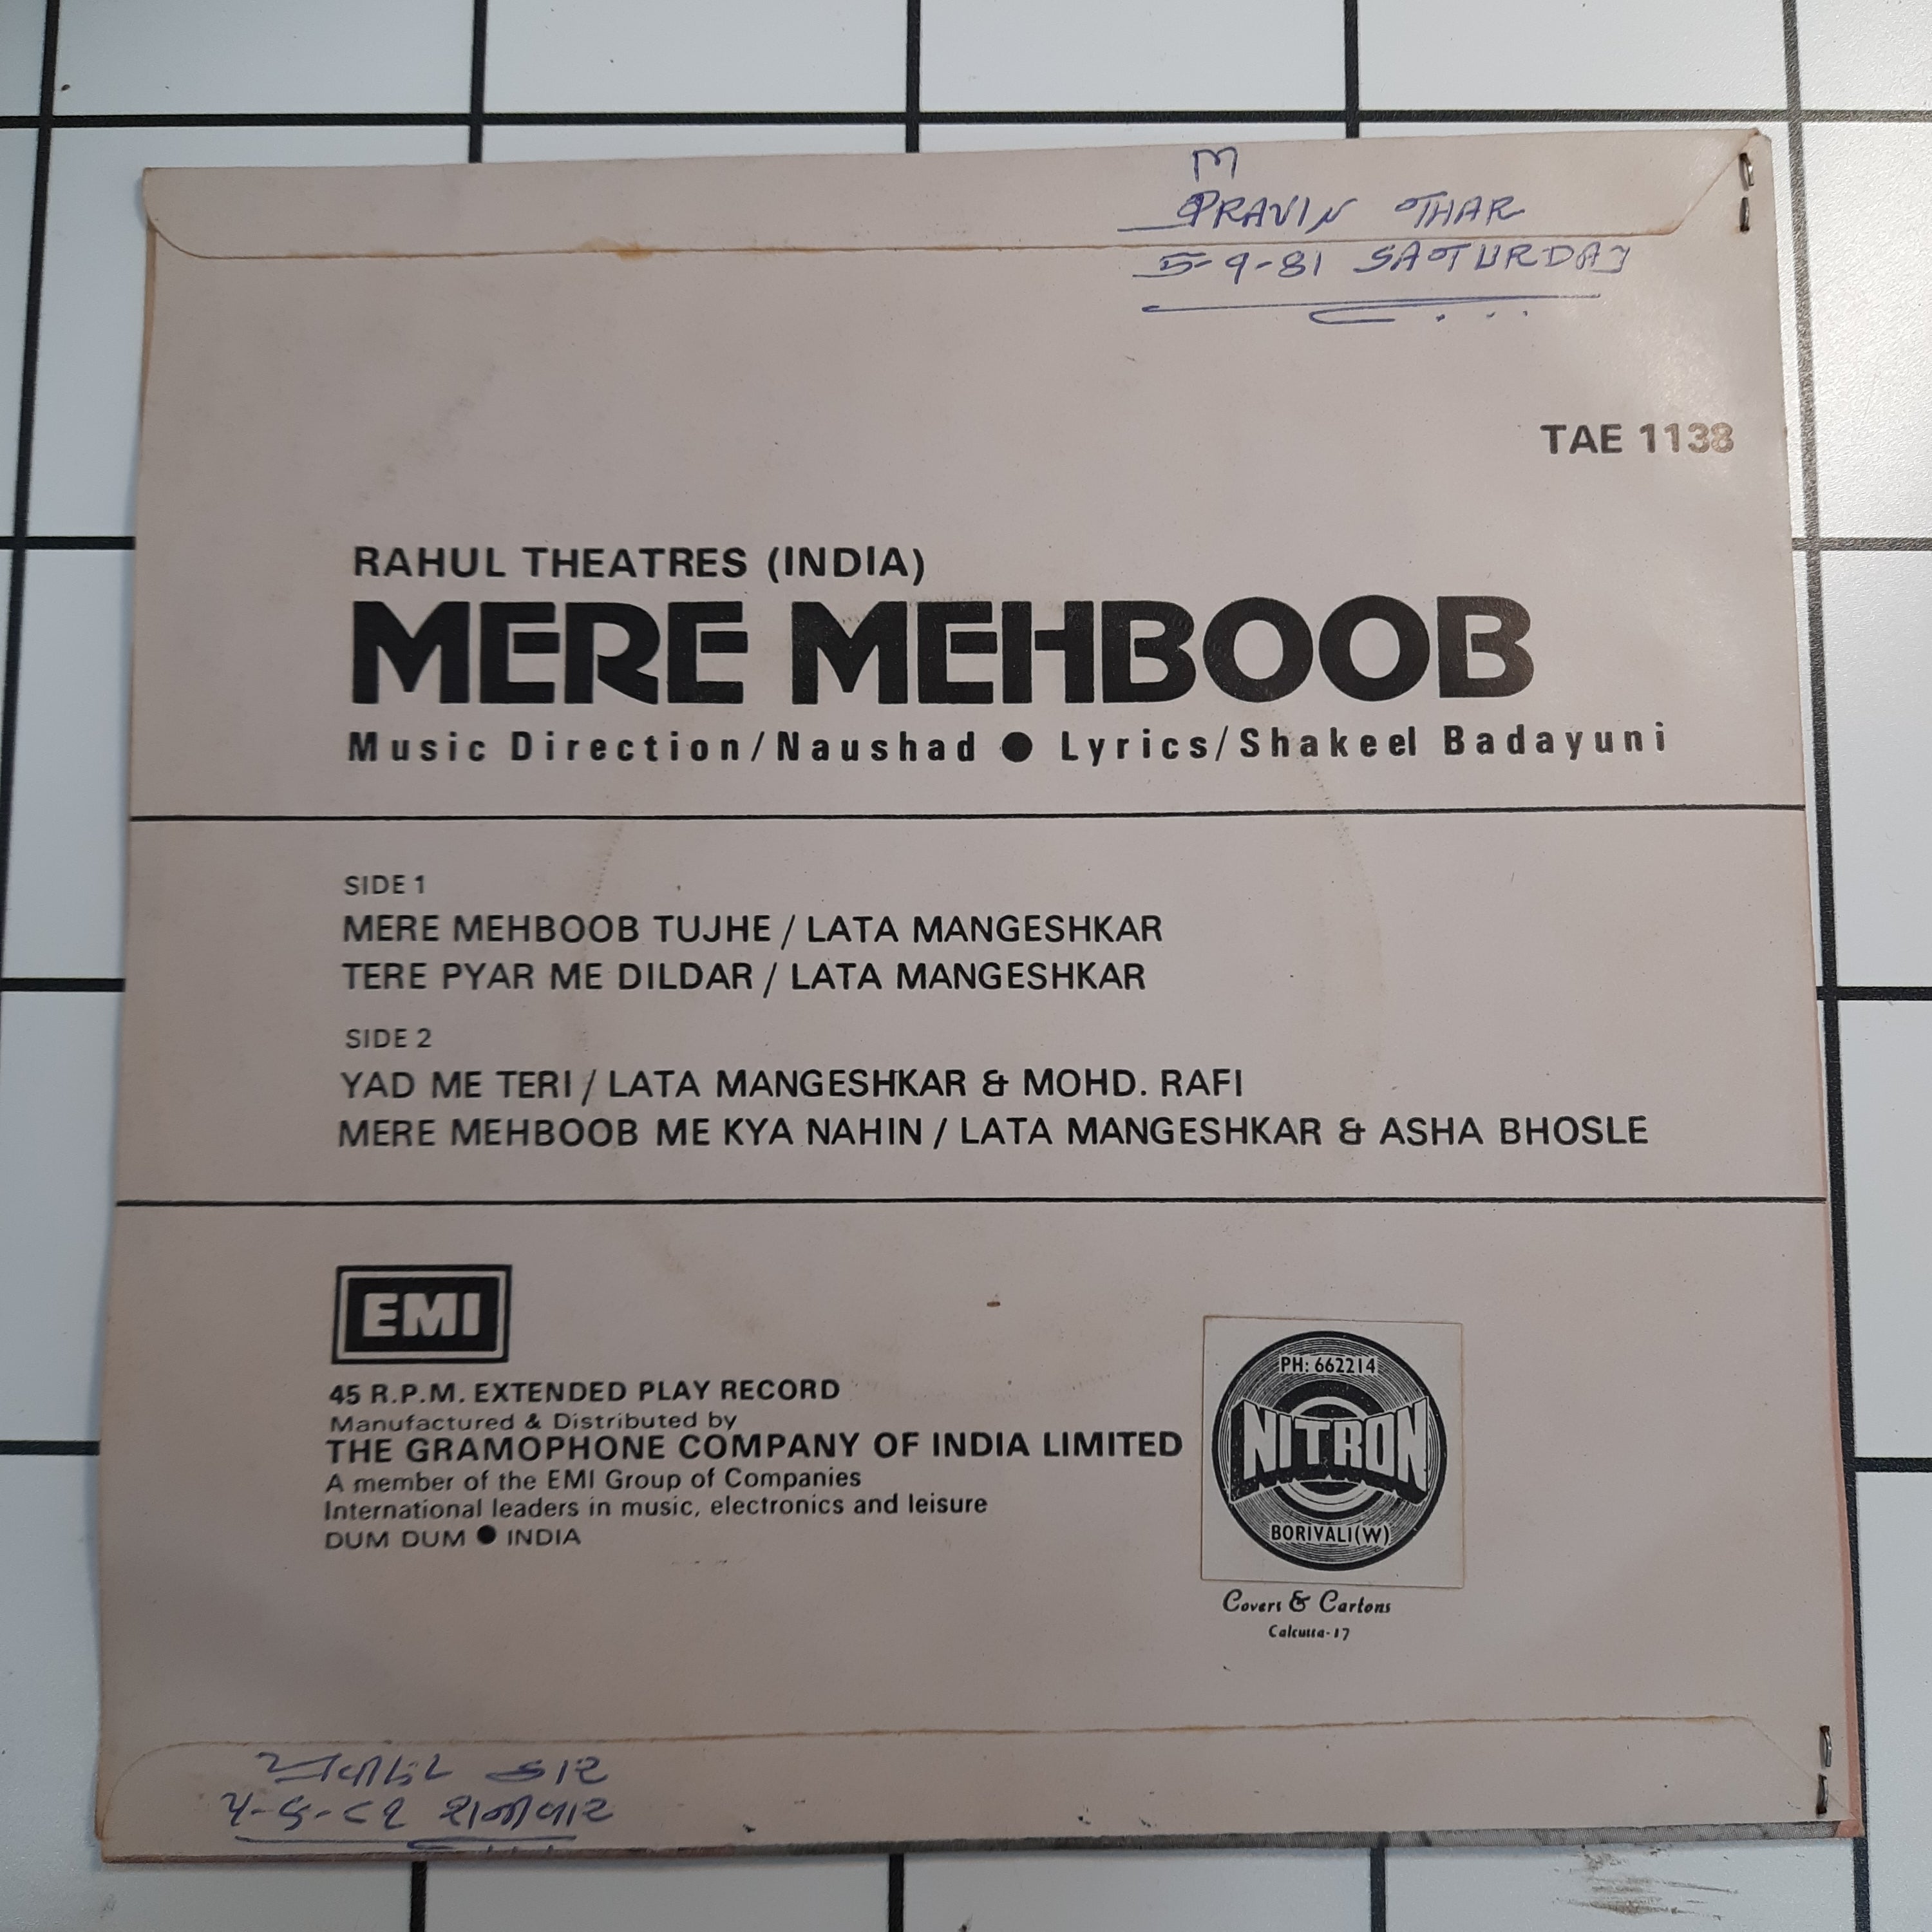 M
PRAVIN THAR
5-9-81 SATURDAY
TAE 1138
RAHUL THEATRES (INDIA)
MERE MEHBOOB
Music Direction/Naushad ● Lyrics/Shakeel Badayuni
SIDE 1
MERE MEHBOOB TUJHE / LATA MANGESHKAR
TERE PYAR ME DILDAR / LATA MANGESHKAR
SIDE 2
YAD ME TERI / LATA MANGESHKAR & MOHD. RAFI
MERE MEHBOOB ME KYA NAHIN / LATA MANGESHKAR & ASHA BHOSLE
EMI
45 R.P.M. EXTENDED PLAY RECORD
Manufactured & Distributed by
THE GRAMOPHONE COMPANY OF INDIA LIMITED
A member of the EMI Group of Companies
International leaders in music, electronics and leisure
DUM DUM ● INDIA
PH: 662214
NITRON
BORIVALI(W)
Covers & Cartons
Calcutta-17
૫-૯-૮૧ શનીવાર